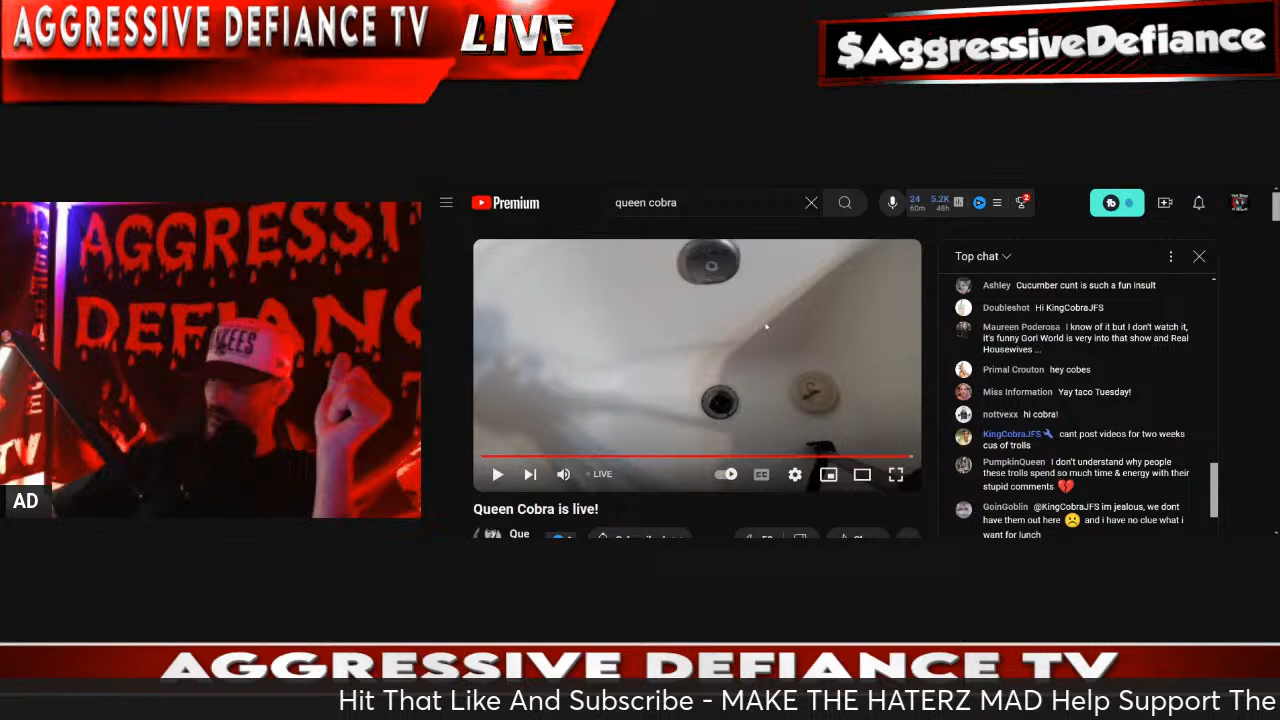 AGGRESSIVE DEFIANCE TV
LIVE
$AggressiveDefiance
AGGRESSI
DEFIANC
AD
Premium
queen cobra
24
60m
5.2K
48h
2
Top chat
Ashley Cucumber cunt is such a fun insult
Doubleshot Hi KingCobraJFS
Maureen Poderosa I know of it but I don't watch it,
it's funny Gorl World is very into that show and Real
Housewives ...
Primal Crouton hey cobes
Miss Information Yay taco Tuesday!
nottvexx hi cobra!
KingCobraJFS cant post videos for two weeks
cus of trolls
PumpkinQueen I don't understand why people
these trolls spend so much time & energy with their
stupid comments 💔
GoinGoblin @KingCobraJFS im jealous, we dont
have them out here ☹️ and i have no clue what i
want for lunch
LIVE
Queen Cobra is live!
Que
AGGRESSIVE DEFIANCE TV
Hit That Like And Subscribe - MAKE THE HATERZ MAD Help Support The